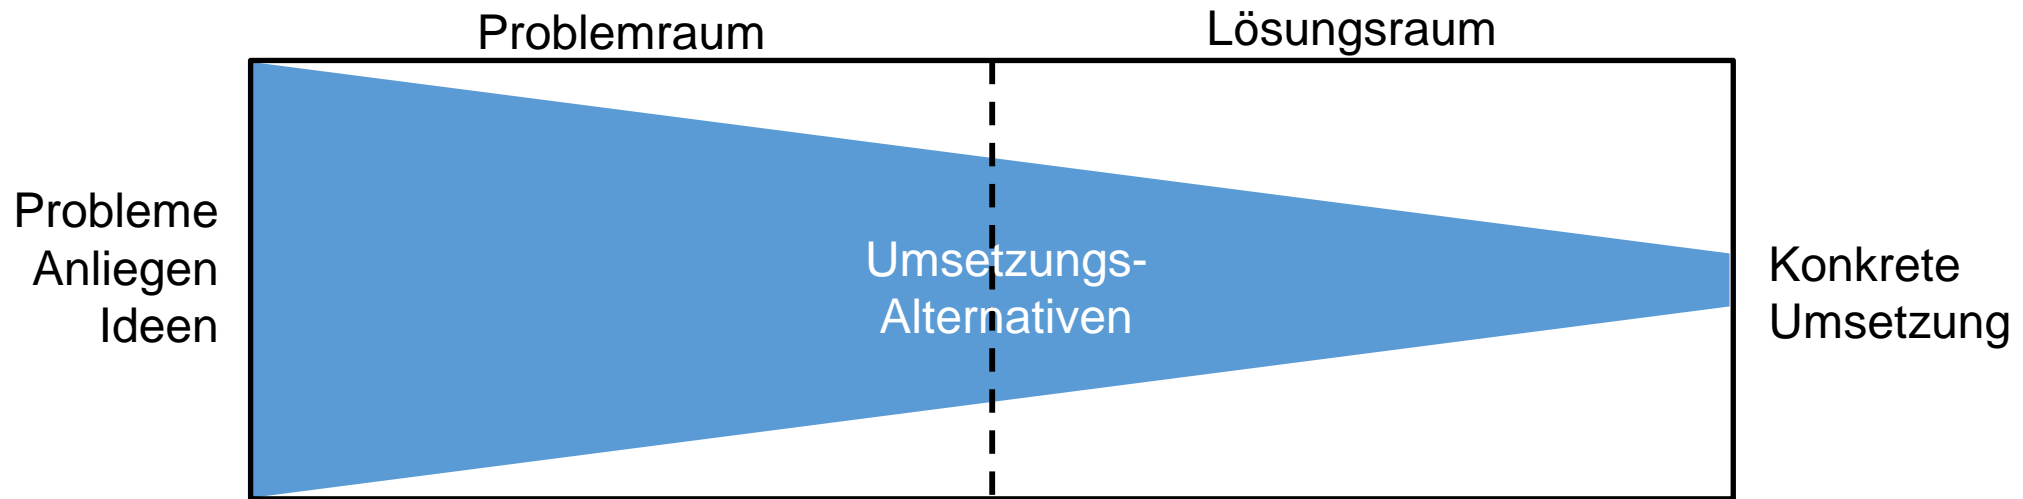 Problemraum
Lösungsraum
Probleme
Anliegen
Ideen
Umsetzungs-
Alternativen
Konkrete
Umsetzung